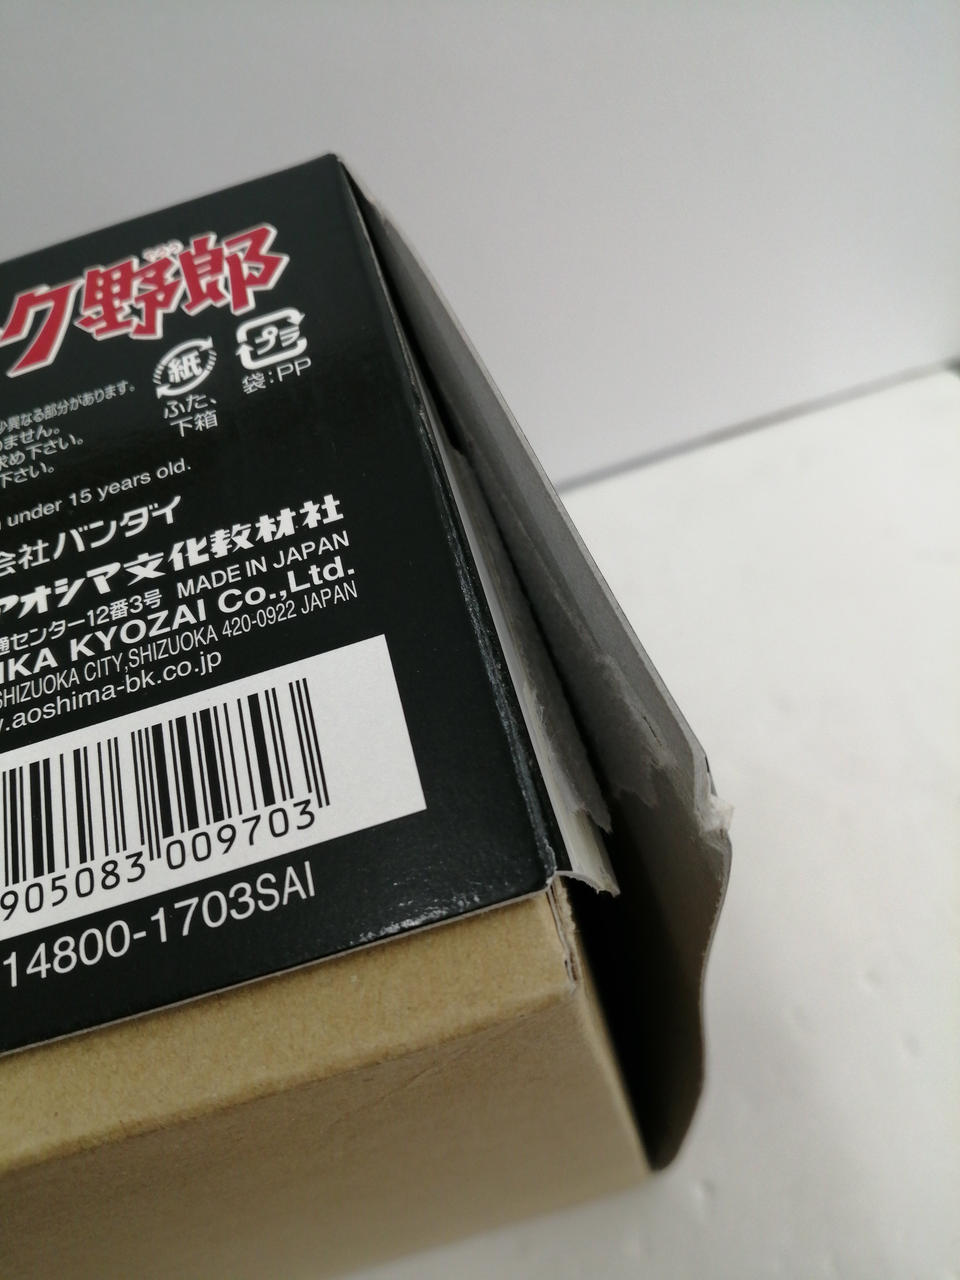 ク野郎
やろう
紙
プラ
ふた、
下箱
袋:PP
少異なる部分があります。
ません。
求め下さい。
下さい。
under 15 years old.
会社バンダイ
アオシマ文化教材社
通センター12番3号 MADE IN JAPAN
KA KYOZAI Co.,Ltd.
SHIZUOKA CITY,SHIZUOKA 420-0922 JAPAN
.aoshima-bk.co.jp
905083 009703
14800-1703SAI